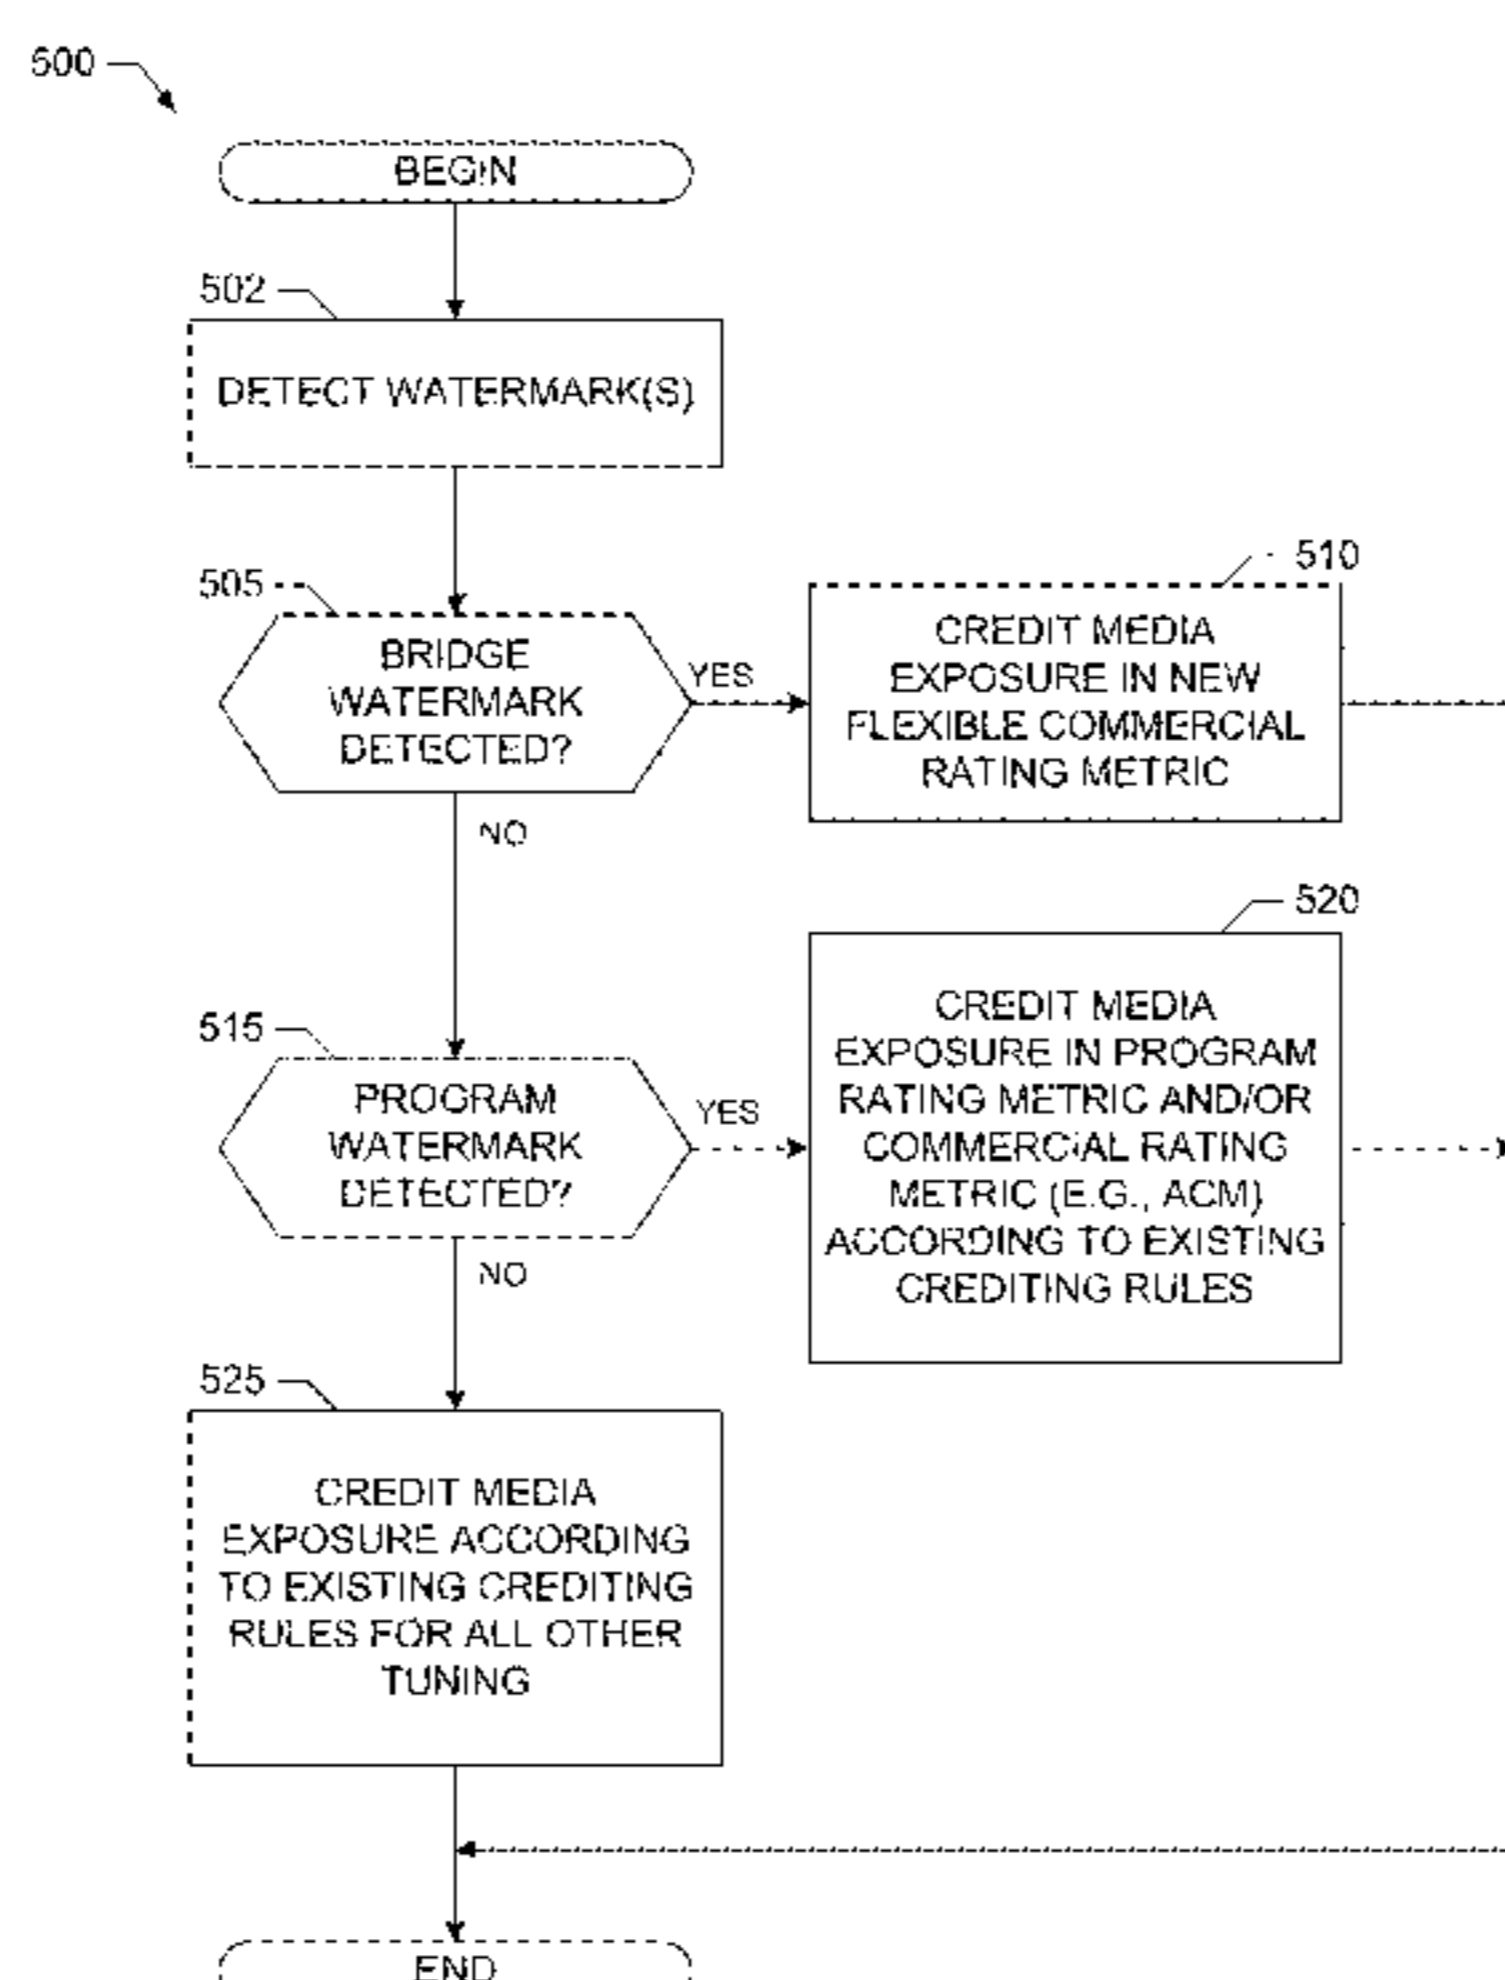 500
BEGIN
502
DETECT WATERMARK(S)
505
BRIDGE
WATERMARK
DETECTED?
YES
510
CREDIT MEDIA
EXPOSURE IN NEW
FLEXIBLE COMMERCIAL
RATING METRIC
NO
515
PROGRAM
WATERMARK
DETECTED?
YES
520
CREDIT MEDIA
EXPOSURE IN PROGRAM
RATING METRIC AND/OR
COMMERCIAL RATING
METRIC (E.G., ACM)
ACCORDING TO EXISTING
CREDITING RULES
NO
525
CREDIT MEDIA
EXPOSURE ACCORDING
TO EXISTING CREDITING
RULES FOR ALL OTHER
TUNING
END